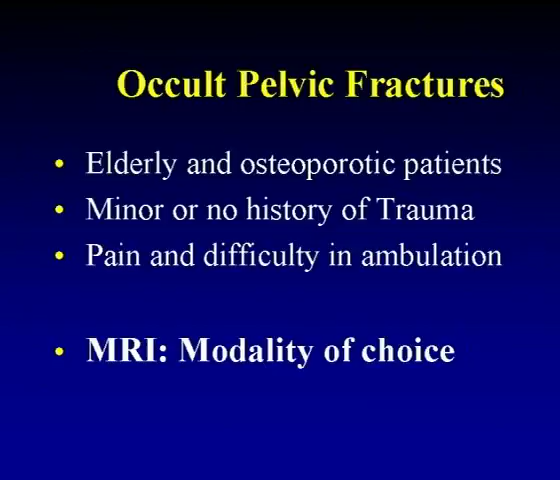 Occult Pelvic Fractures
• Elderly and osteoporotic patients
• Minor or no history of Trauma
• Pain and difficulty in ambulation
• MRI: Modality of choice